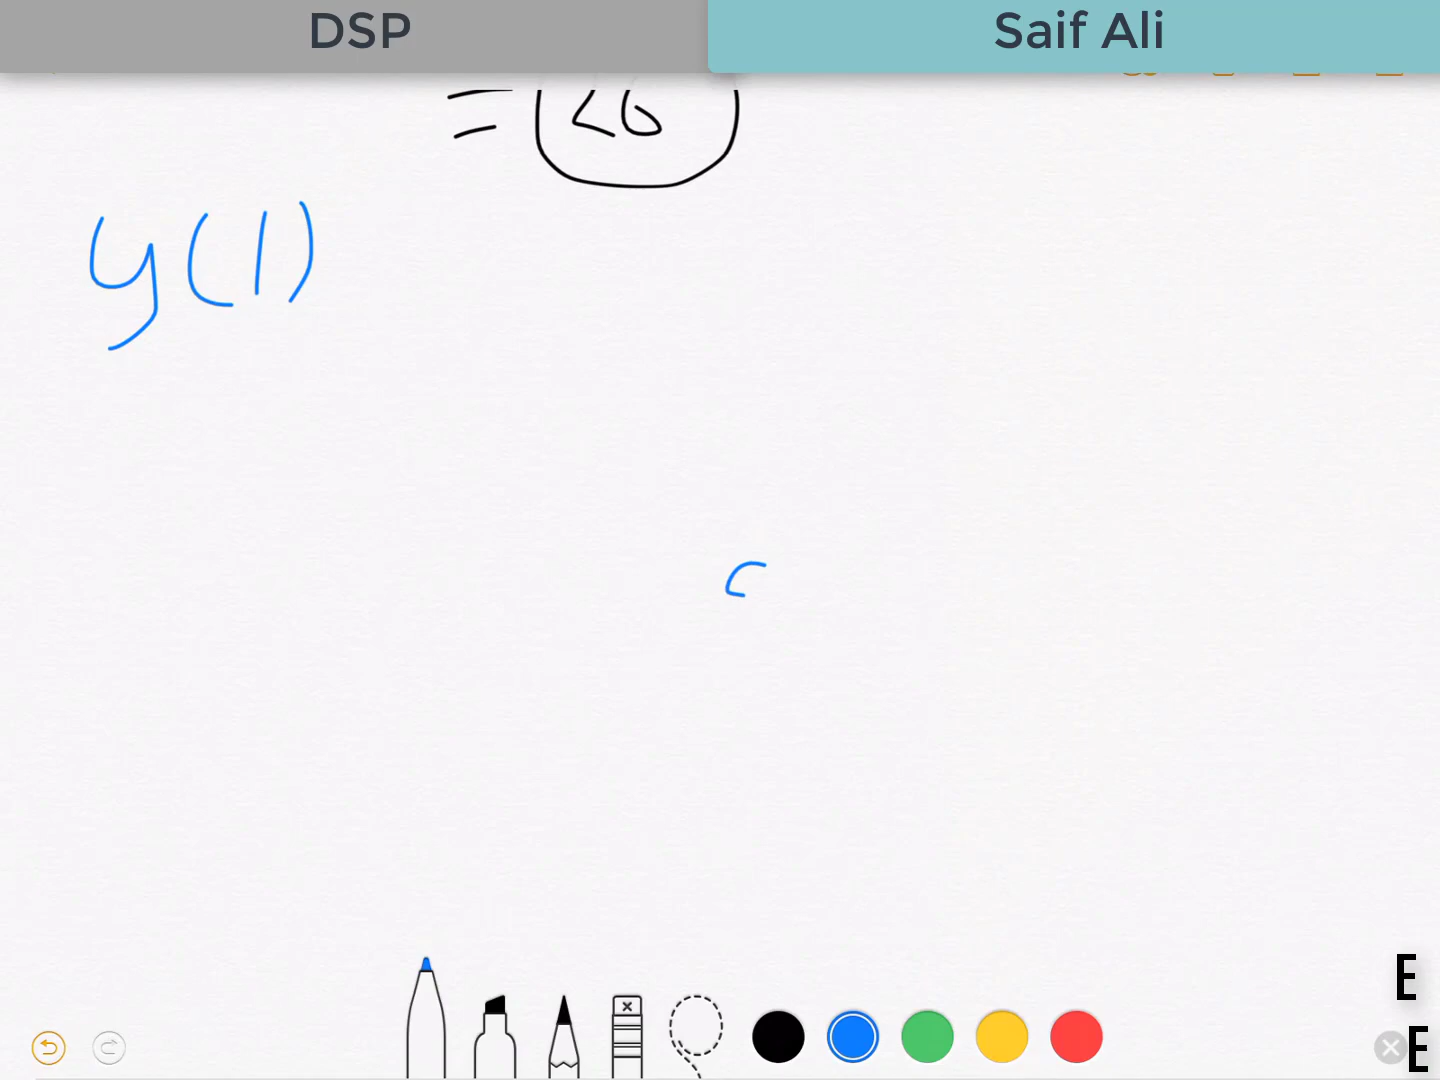 DSP Saif Ali
= 26
y(1)
E
E